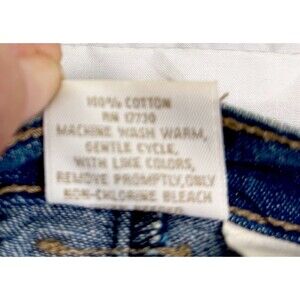 100% COTTON
RN 17730
MACHINE WASH WARM,
GENTLE CYCLE,
WITH LIKE COLORS,
REMOVE PROMPTLY,ONLY
NON-CHLORINE BLEACH